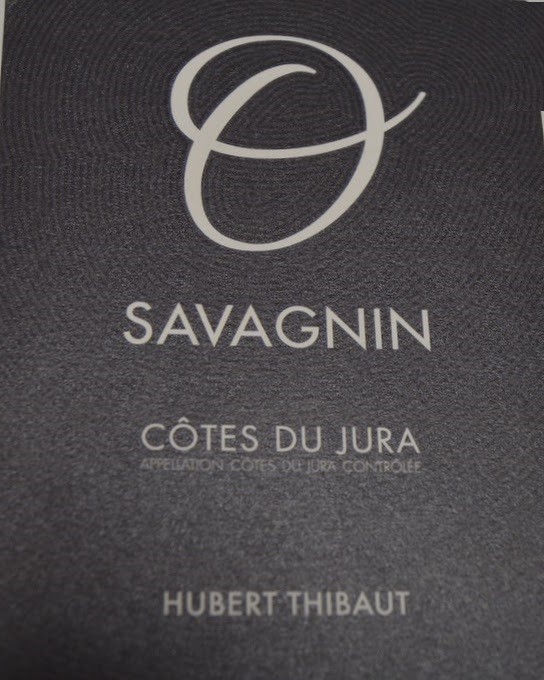 O
SAVAGNIN
CÔTES DU JURA
APPELLATION CÔTES DU JURA CONTRÔLÉE
HUBERT THIBAUT